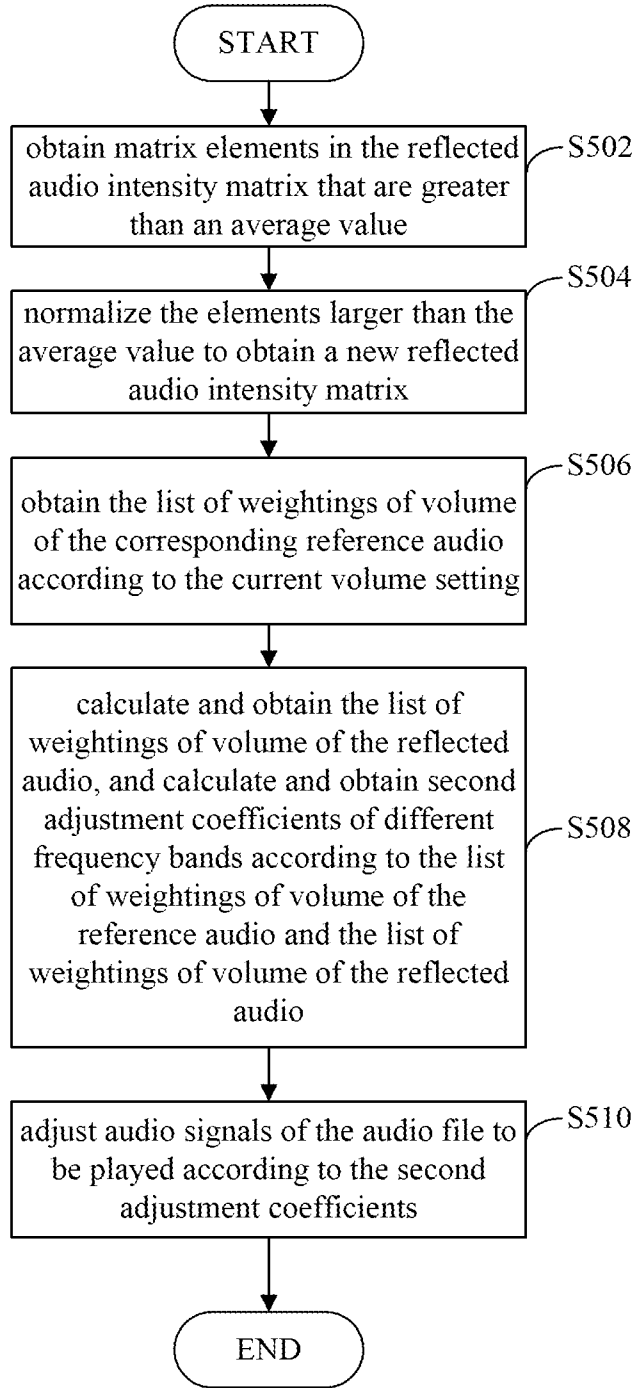 START
obtain matrix elements in the reflected
audio intensity matrix that are greater
than an average value
S502
normalize the elements larger than the
average value to obtain a new reflected
audio intensity matrix
S504
obtain the list of weightings of volume
of the corresponding reference audio
according to the current volume setting
S506
calculate and obtain the list of
weightings of volume of the reflected
audio, and calculate and obtain second
adjustment coefficients of different
frequency bands according to the list
of weightings of volume of the
reference audio and the list of
weightings of volume of the reflected
audio
S508
adjust audio signals of the audio file to
be played according to the second
adjustment coefficients
S510
END